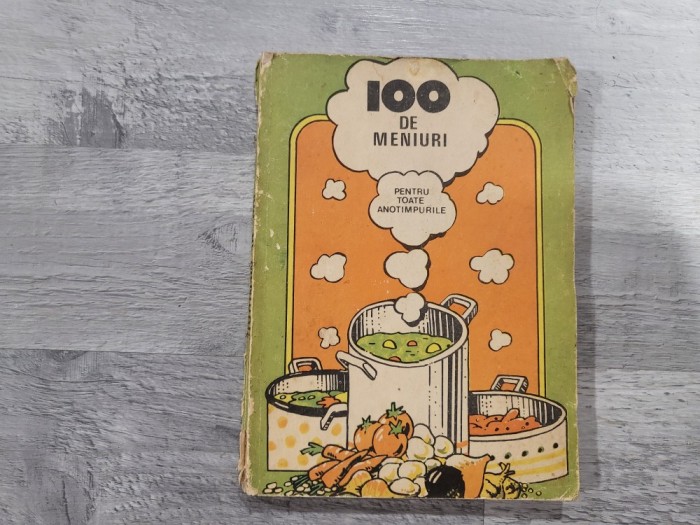 100
DE
MENIURI
PENTRU
TOATE
ANOTIMPURILE